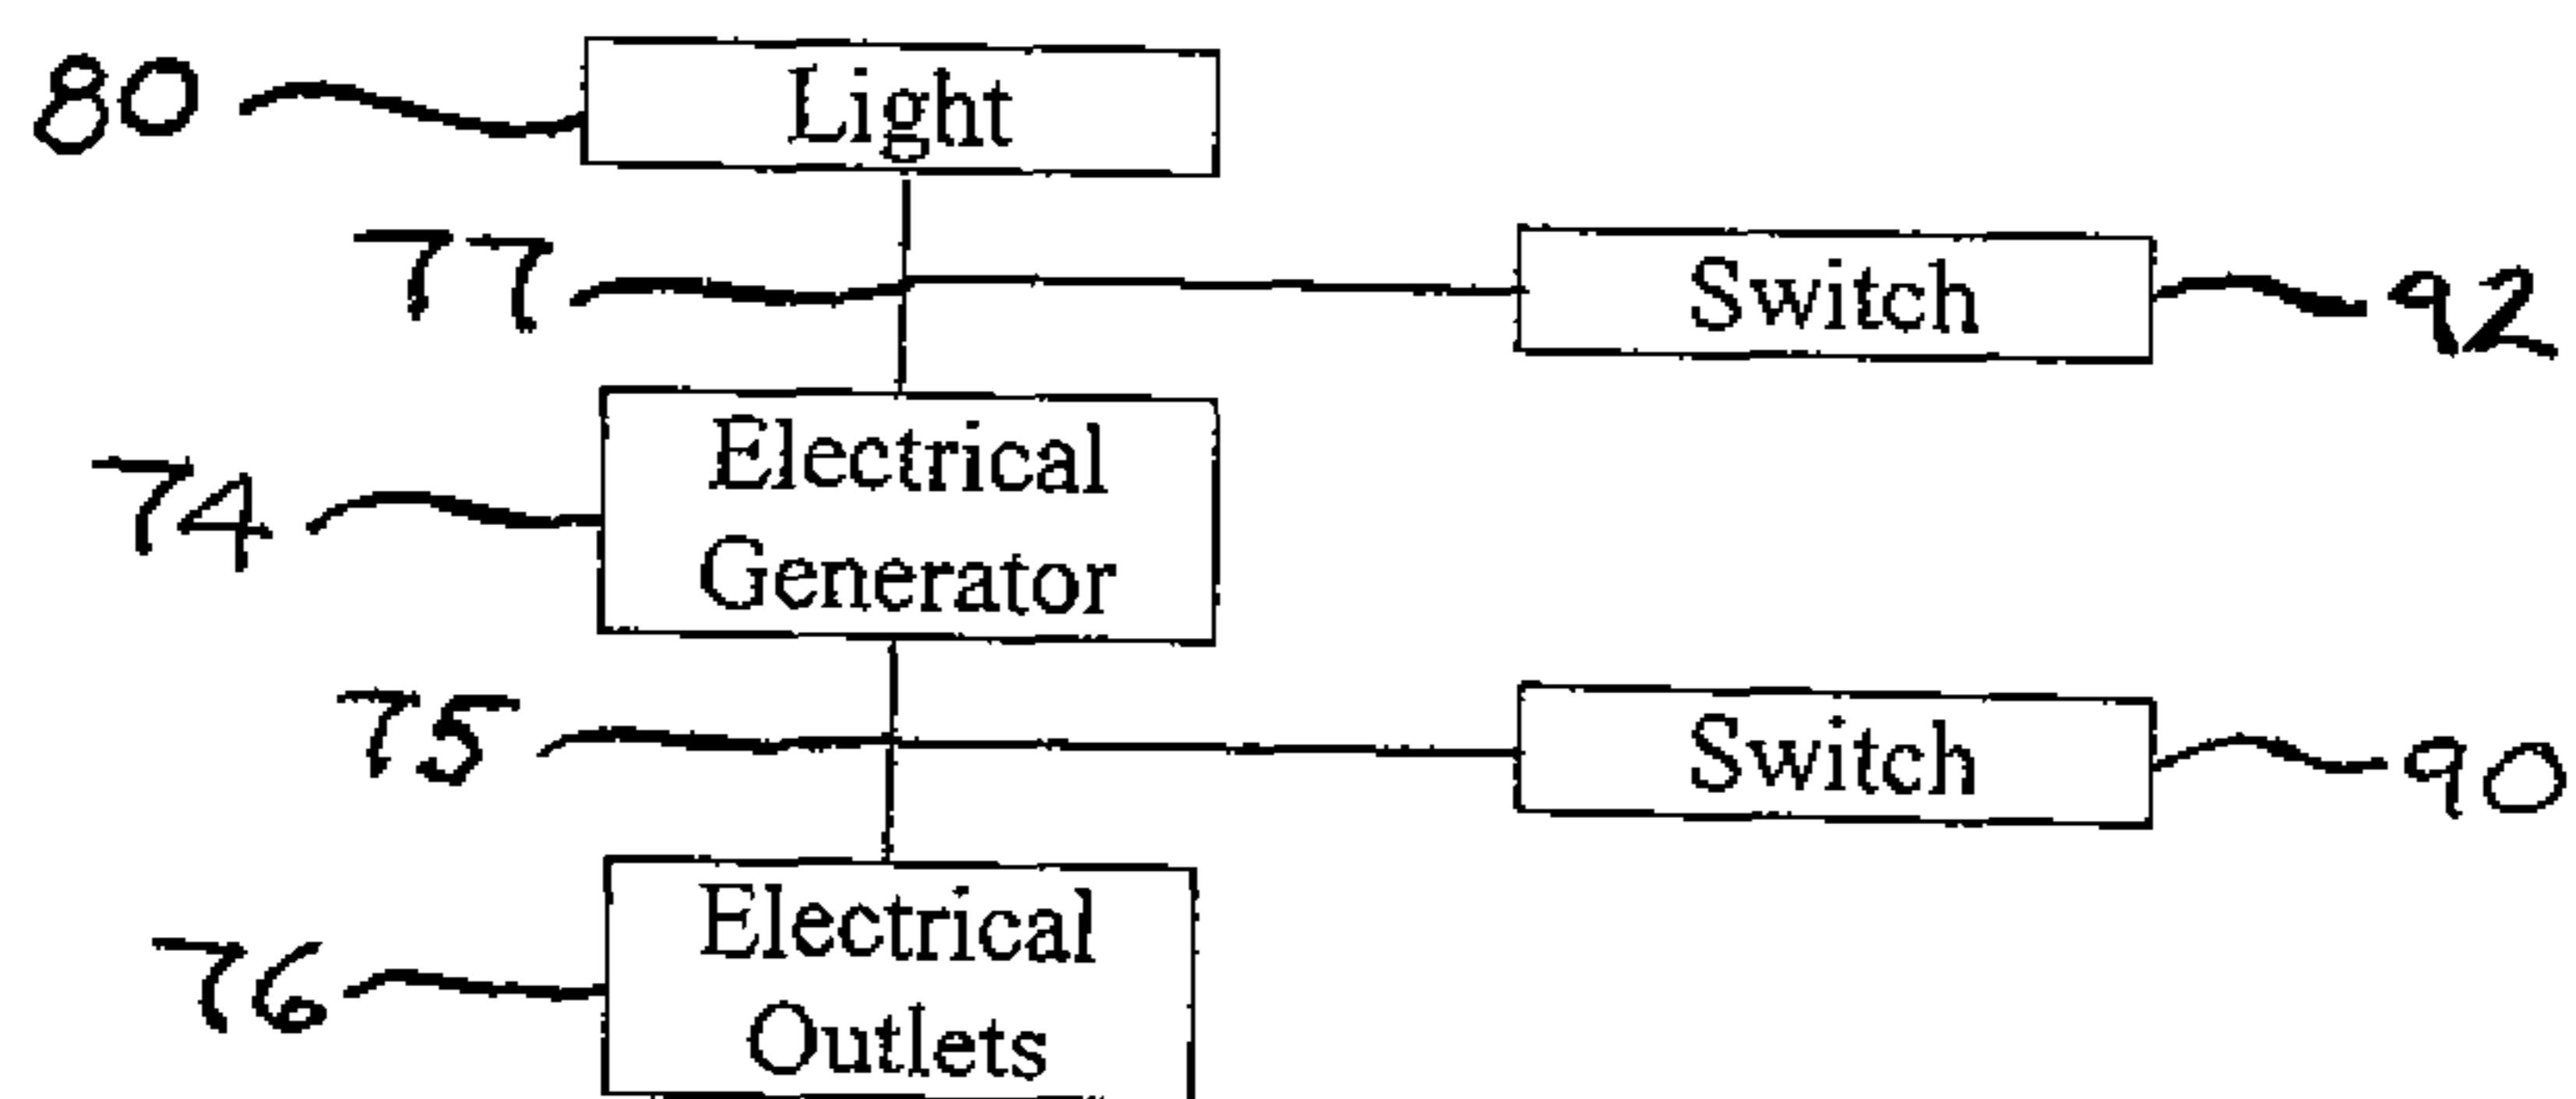 80 Light
77 Switch 92
74 Electrical
Generator
75 Switch 90
76 Electrical
Outlets